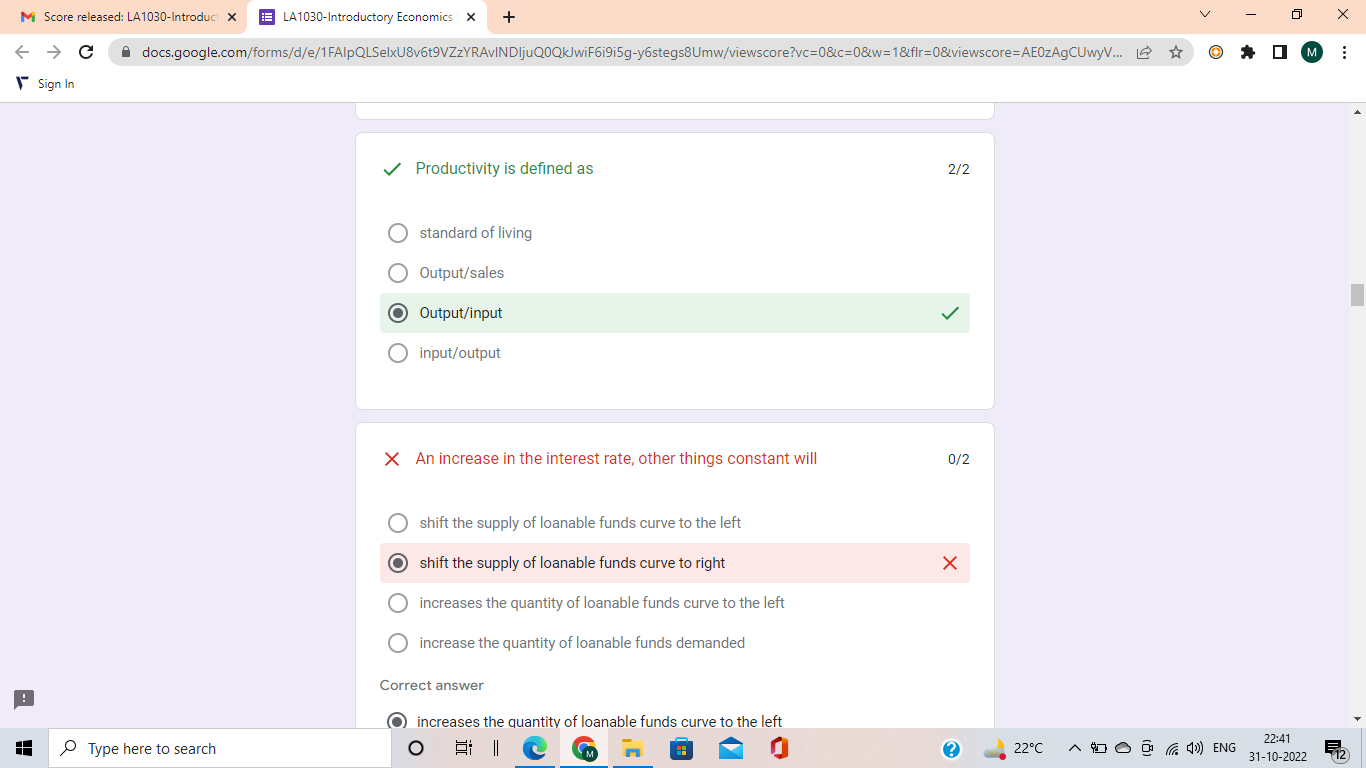 Score released: LA1030-Introduct
LA1030-Introductory Economics
docs.google.com/forms/d/e/1FAIpQLSelxU8v6t9VZzYRAvINDIjuQ0QkJwiF6i9i5g-y6stegs8Umw/viewscore?vc=0&c=0&w=1&flr=0&viewscore=AE0zAgCUwyV...
M
Sign In
Productivity is defined as
2/2
standard of living
Output/sales
Output/input
input/output
An increase in the interest rate, other things constant will
0/2
shift the supply of loanable funds curve to the left
shift the supply of loanable funds curve to right
increases the quantity of loanable funds curve to the left
increase the quantity of loanable funds demanded
Correct answer
increases the quantity of loanable funds curve to the left
Type here to search
M
22°C
ENG
22:41
31-10-2022
12